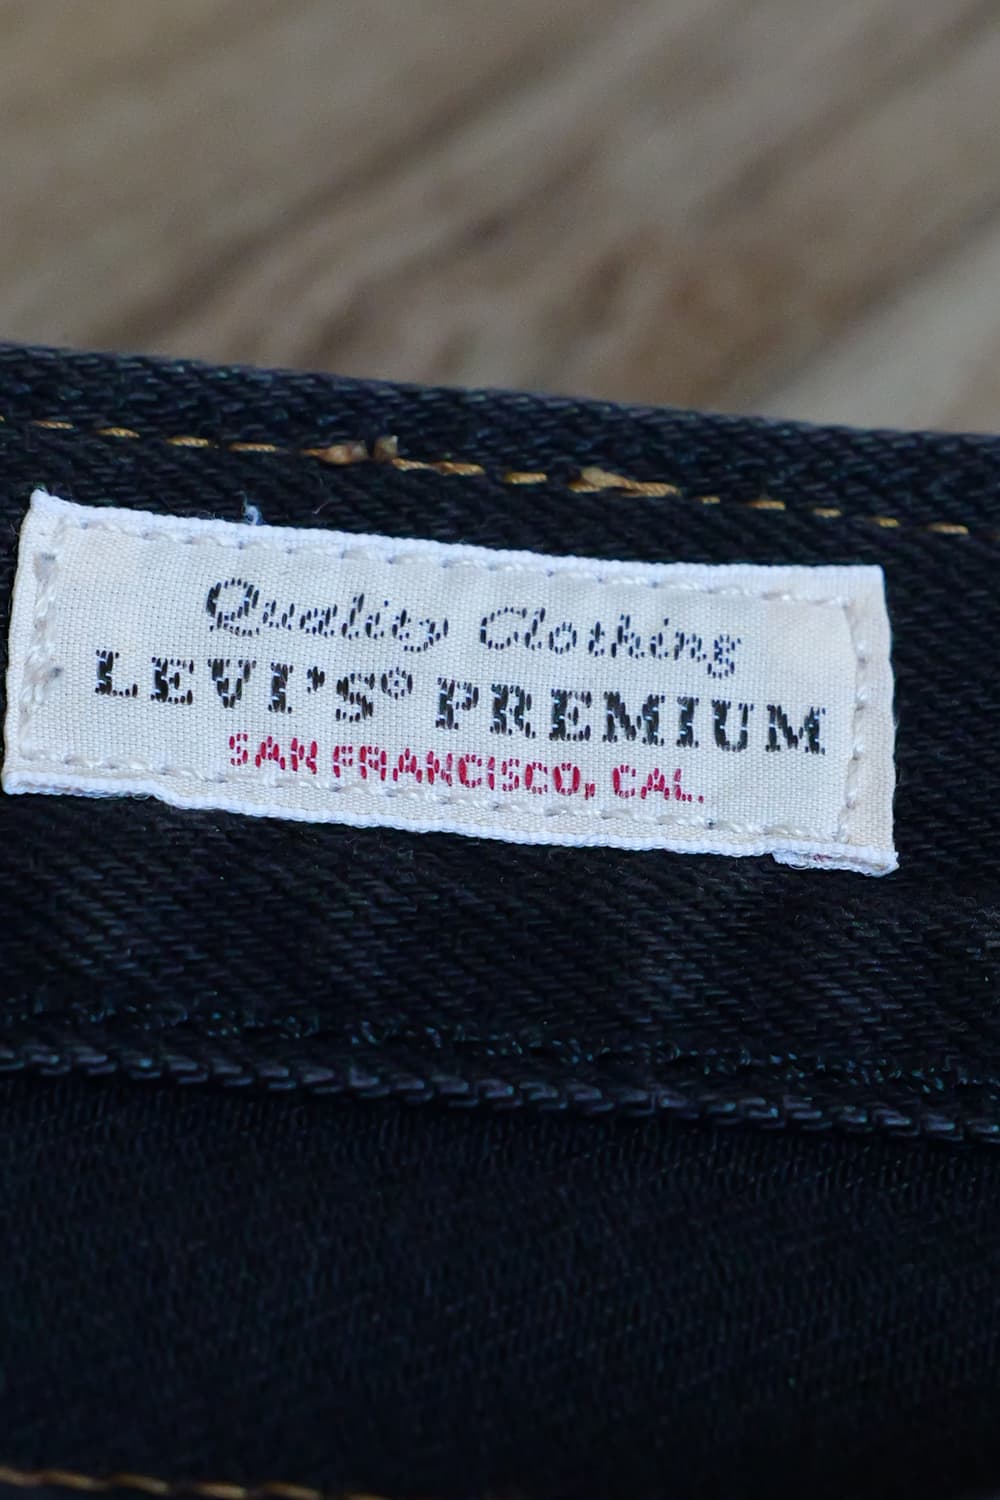 Quality Clothing
LEVI'S® PREMIUM
SAN FRANCISCO, CAL.